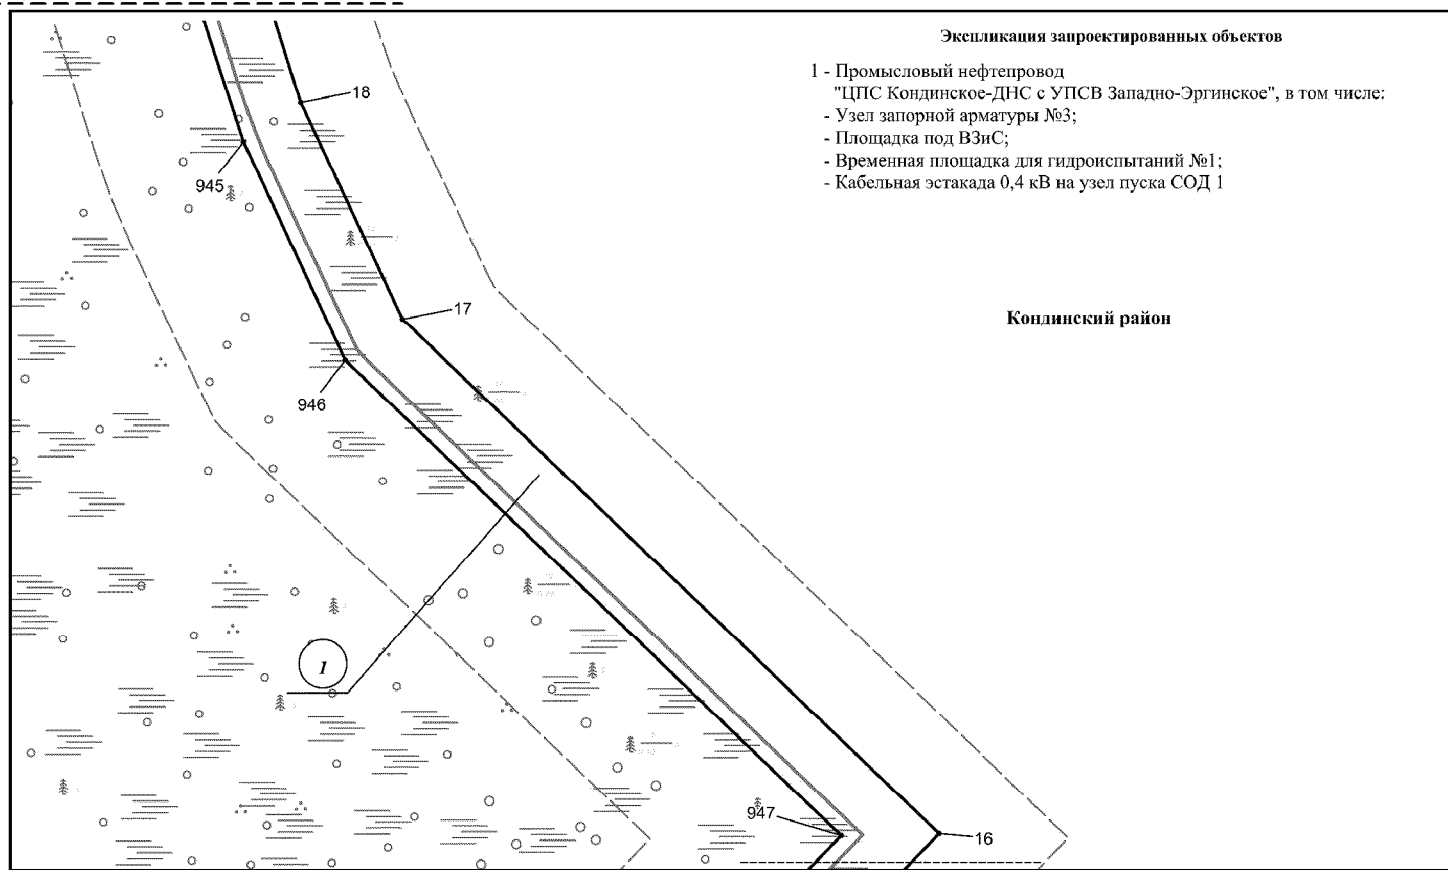 Экспликация запроектированных объектов
1 - Промысловый нефтепровод
"ЦПС Кондинское-ДНС с УПСВ Западно-Эргинское", в том числе:
- Узел запорной арматуры №3;
- Площадка под ВЗиС;
- Временная площадка для гидроиспытаний №1;
- Кабельная эстакада 0,4 кВ на узел пуска СОД 1
18
945
17
Кондинский район
946
1
947
16